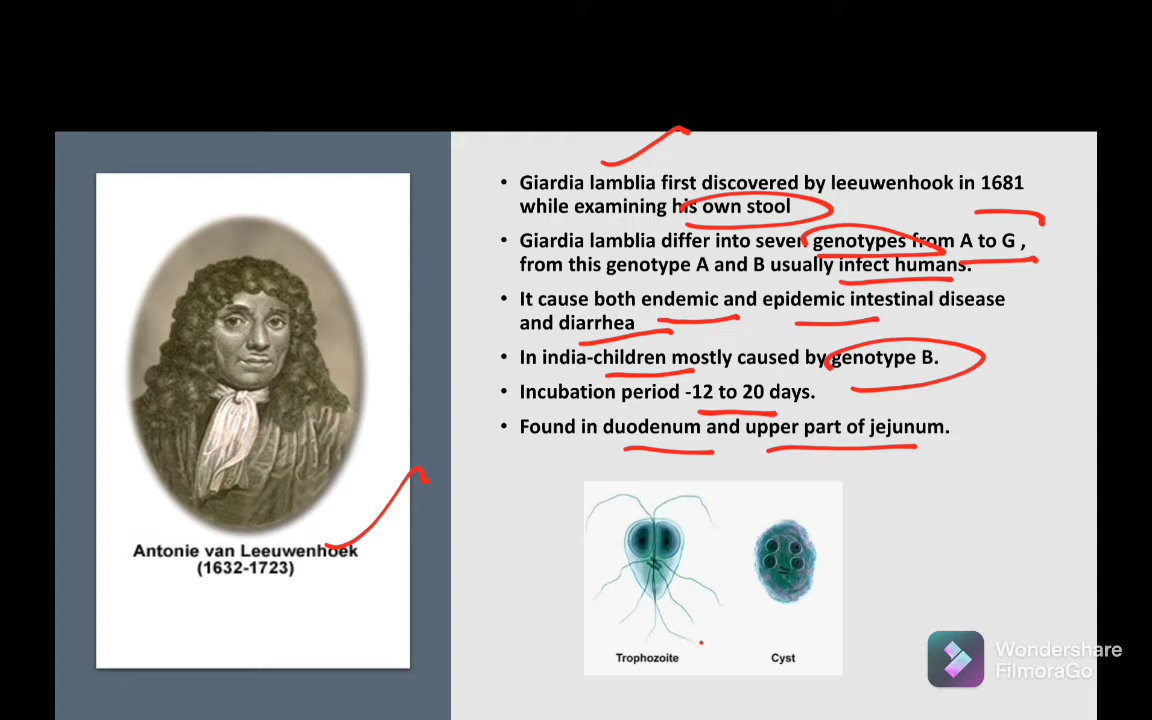 Giardia lamblia first discovered by leeuwenhook in 1681
while examining his own stool
Giardia lamblia differ into seven genotypes from A to G ,
from this genotype A and B usually infect humans.
It cause both endemic and epidemic intestinal disease
and diarrhea
In india-children mostly caused by genotype B.
Incubation period -12 to 20 days.
Found in duodenum and upper part of jejunum.
Antonie van Leeuwenhoek
(1632-1723)
Trophozoite
Cyst
Wondershare
FilmoraGo